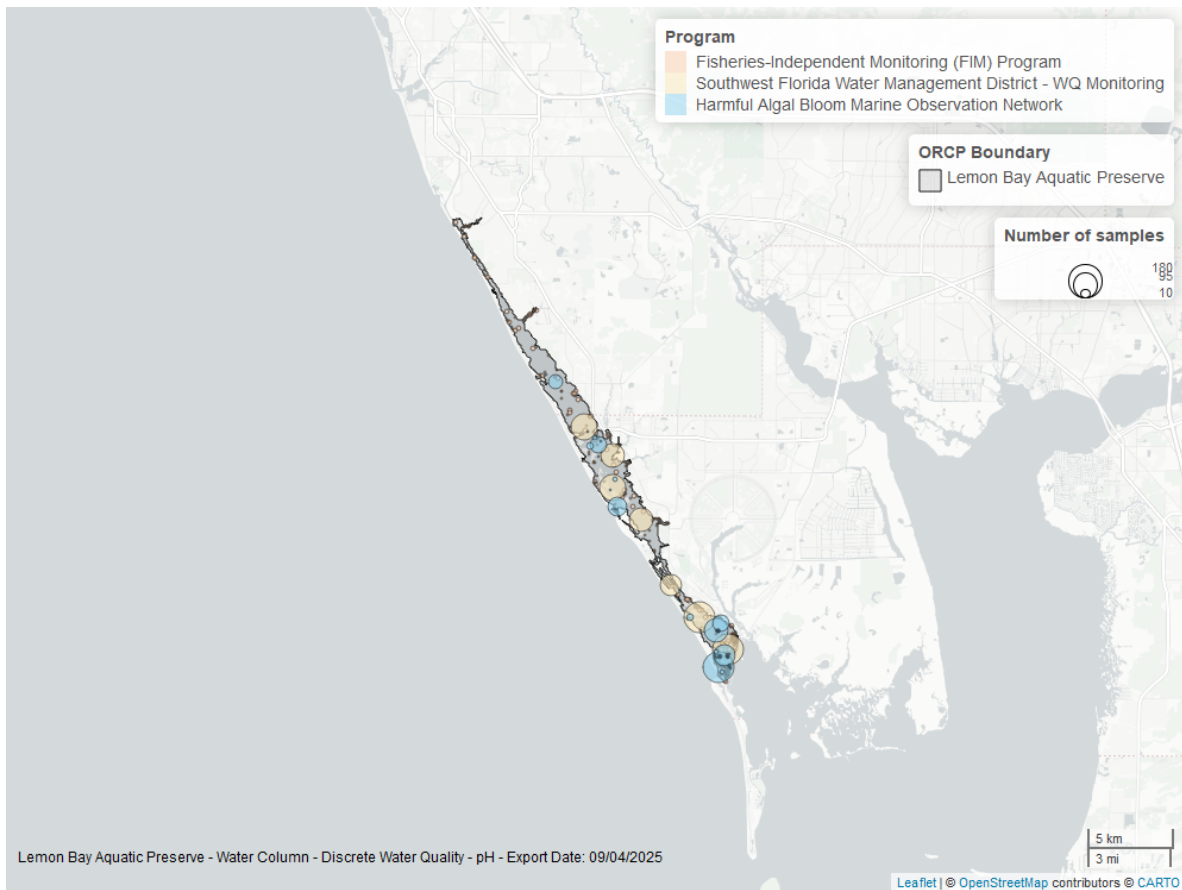 Program
Fisheries-Independent Monitoring (FIM) Program
Southwest Florida Water Management District - WQ Monitoring
Harmful Algal Bloom Marine Observation Network
ORCP Boundary
Lemon Bay Aquatic Preserve
Number of samples
180
95
10
5 km
3 mi
Lemon Bay Aquatic Preserve - Water Column - Discrete Water Quality - pH - Export Date: 09/04/2025
Leaflet | © OpenStreetMap contributors © CARTO